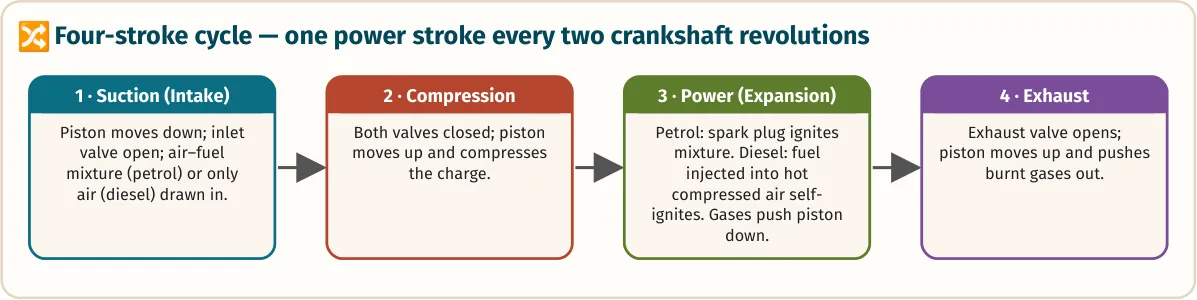 🔀 Four-stroke cycle — one power stroke every two crankshaft revolutions
1 · Suction (Intake)
Piston moves down; inlet
valve open; air–fuel
mixture (petrol) or only
air (diesel) drawn in.
2 · Compression
Both valves closed; piston
moves up and compresses
the charge.
3 · Power (Expansion)
Petrol: spark plug ignites
mixture. Diesel: fuel
injected into hot
compressed air self-
ignites. Gases push piston
down.
4 · Exhaust
Exhaust valve opens;
piston moves up and pushes
burnt gases out.